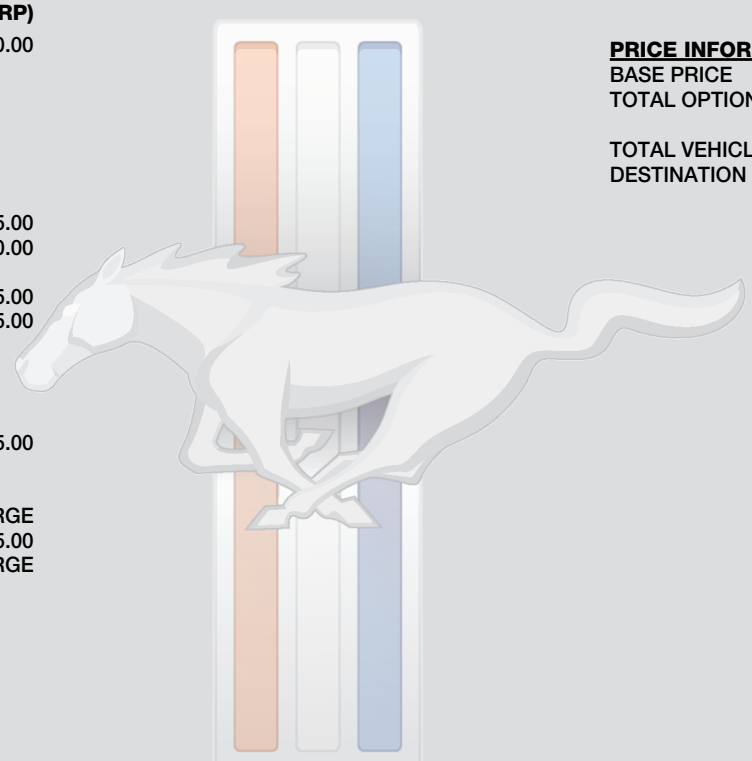 RP)
0.00
5.00
0.00
5.00
5.00
5.00
RGE
5.00
RGE
PRICE INFOR
BASE PRICE
TOTAL OPTION
TOTAL VEHICL
DESTINATION